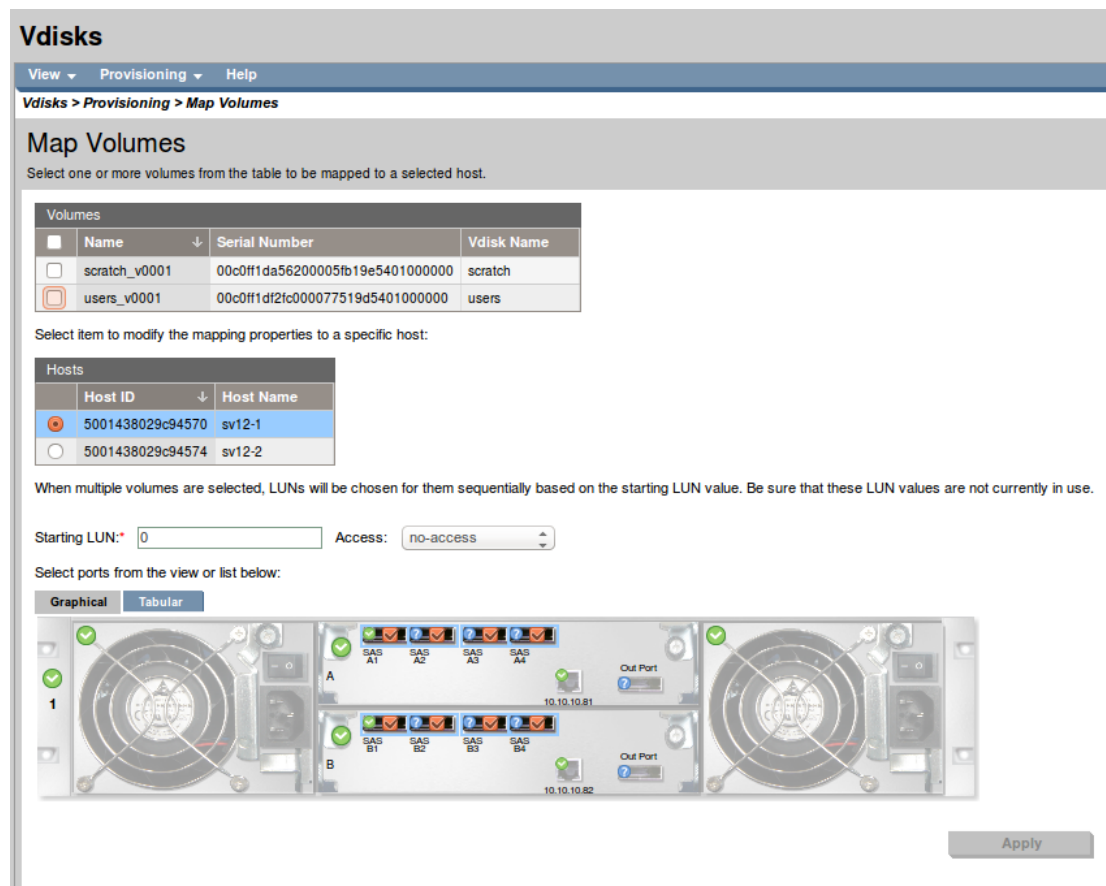 Vdisks
View Provisioning Help
Vdisks > Provisioning > Map Volumes
Map Volumes
Select one or more volumes from the table to be mapped to a selected host.
Volumes
Name Serial Number Vdisk Name
scratch_v0001 00c0ff1da56200005fb19e5401000000 scratch
users_v0001 00c0ff1df2fc000077519d5401000000 users
Select item to modify the mapping properties to a specific host:
Hosts
Host ID Host Name
5001438029c94570 sv12-1
5001438029c94574 sv12-2
When multiple volumes are selected, LUNs will be chosen for them sequentially based on the starting LUN value. Be sure that these LUN values are not currently in use.
Starting LUN:* 0 Access: no-access
Select ports from the view or list below:
Graphical Tabular
SAS A1 SAS A2 SAS A3 SAS A4
A
Out Port
1
10.10.10.81
SAS B1 SAS B2 SAS B3 SAS B4
B
Out Port
10.10.10.82
Apply